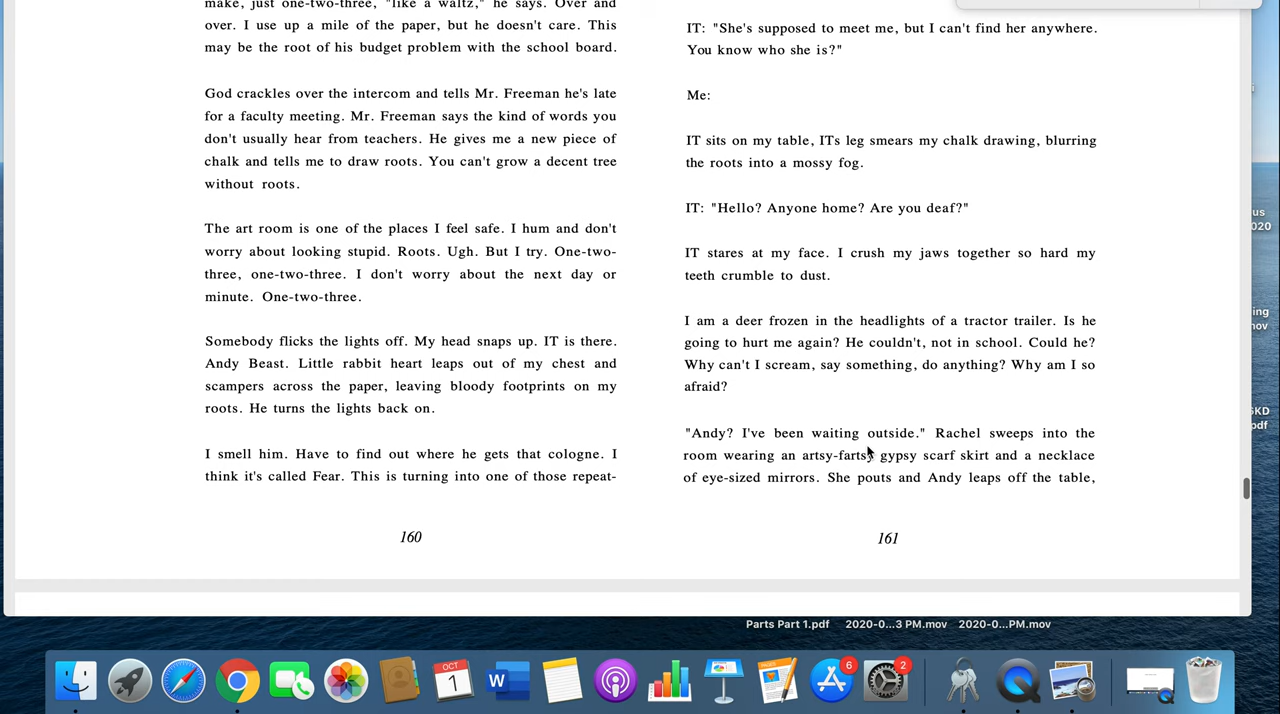 make, just one-two-three, "like a waltz," he says. Over and
over. I use up a mile of the paper, but he doesn't care. This
may be the root of his budget problem with the school board.
God crackles over the intercom and tells Mr. Freeman he's late
for a faculty meeting. Mr. Freeman says the kind of words you
don't usually hear from teachers. He gives me a new piece of
chalk and tells me to draw roots. You can't grow a decent tree
without roots.
The art room is one of the places I feel safe. I hum and don't
worry about looking stupid. Roots. Ugh. But I try. One-two-
three, one-two-three. I don't worry about the next day or
minute. One-two-three.
Somebody flicks the lights off. My head snaps up. IT is there.
Andy Beast. Little rabbit heart leaps out of my chest and
scampers across the paper, leaving bloody footprints on my
roots. He turns the lights back on.
I smell him. Have to find out where he gets that cologne. I
think it's called Fear. This is turning into one of those repeat-
160
IT: "She's supposed to meet me, but I can't find her anywhere.
You know who she is?"
Me:
IT sits on my table, ITs leg smears my chalk drawing, blurring
the roots into a mossy fog.
IT: "Hello? Anyone home? Are you deaf?"
IT stares at my face. I crush my jaws together so hard my
teeth crumble to dust.
I am a deer frozen in the headlights of a tractor trailer. Is he
going to hurt me again? He couldn't, not in school. Could he?
Why can't I scream, say something, do anything? Why am I so
afraid?
"Andy? I've been waiting outside." Rachel sweeps into the
room wearing an artsy-fartsy gypsy scarf skirt and a necklace
of eye-sized mirrors. She pouts and Andy leaps off the table,
161
us
020
ing
nov
GKD
pdf
Parts Part 1.pdf
2020-0...3 PM.mov
2020-0...PM.mov
OCT
1
W
6
2